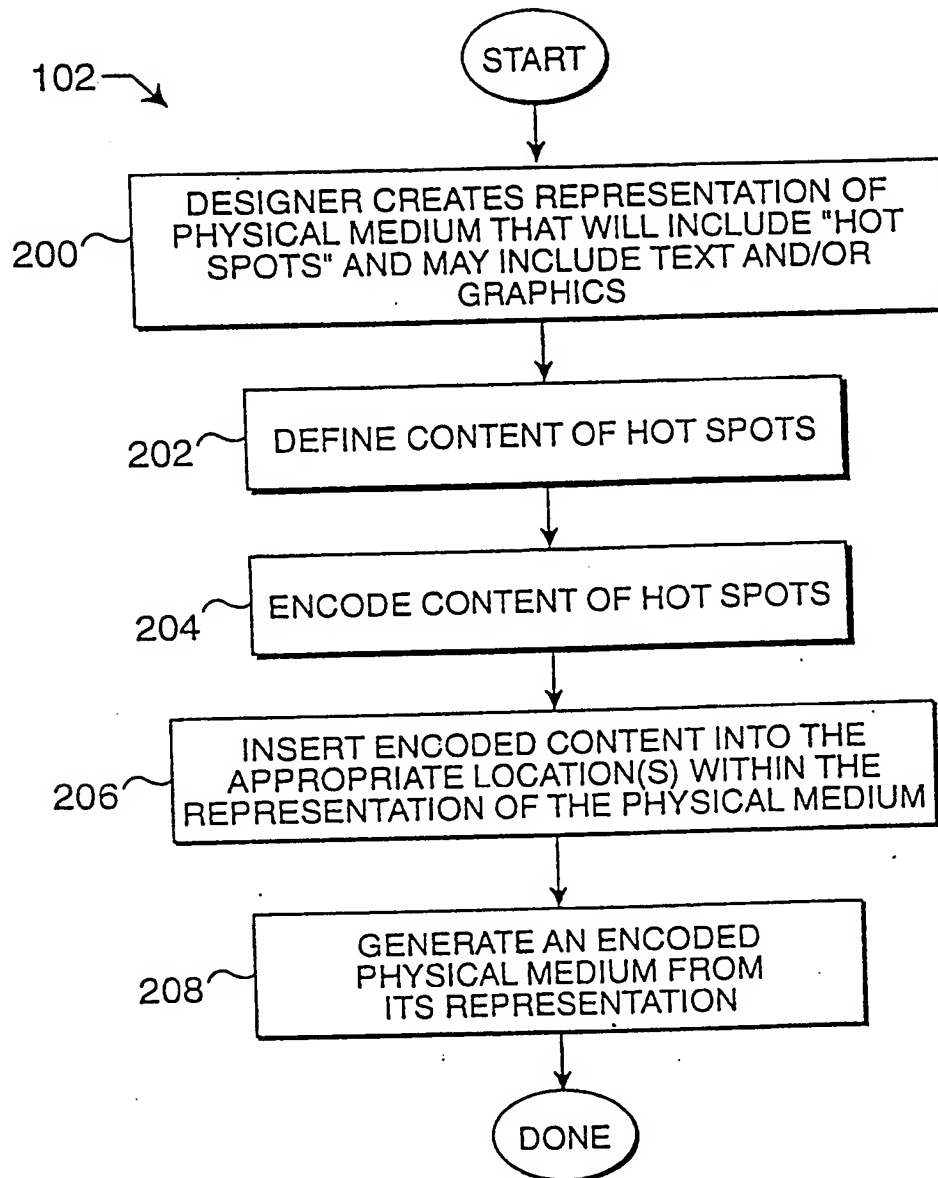 START
102
DESIGNER CREATES REPRESENTATION OF
PHYSICAL MEDIUM THAT WILL INCLUDE "HOT
SPOTS" AND MAY INCLUDE TEXT AND/OR
GRAPHICS
200
DEFINE CONTENT OF HOT SPOTS
202
ENCODE CONTENT OF HOT SPOTS
204
INSERT ENCODED CONTENT INTO THE
APPROPRIATE LOCATION(S) WITHIN THE
REPRESENTATION OF THE PHYSICAL MEDIUM
206
GENERATE AN ENCODED
PHYSICAL MEDIUM FROM
ITS REPRESENTATION
208
DONE